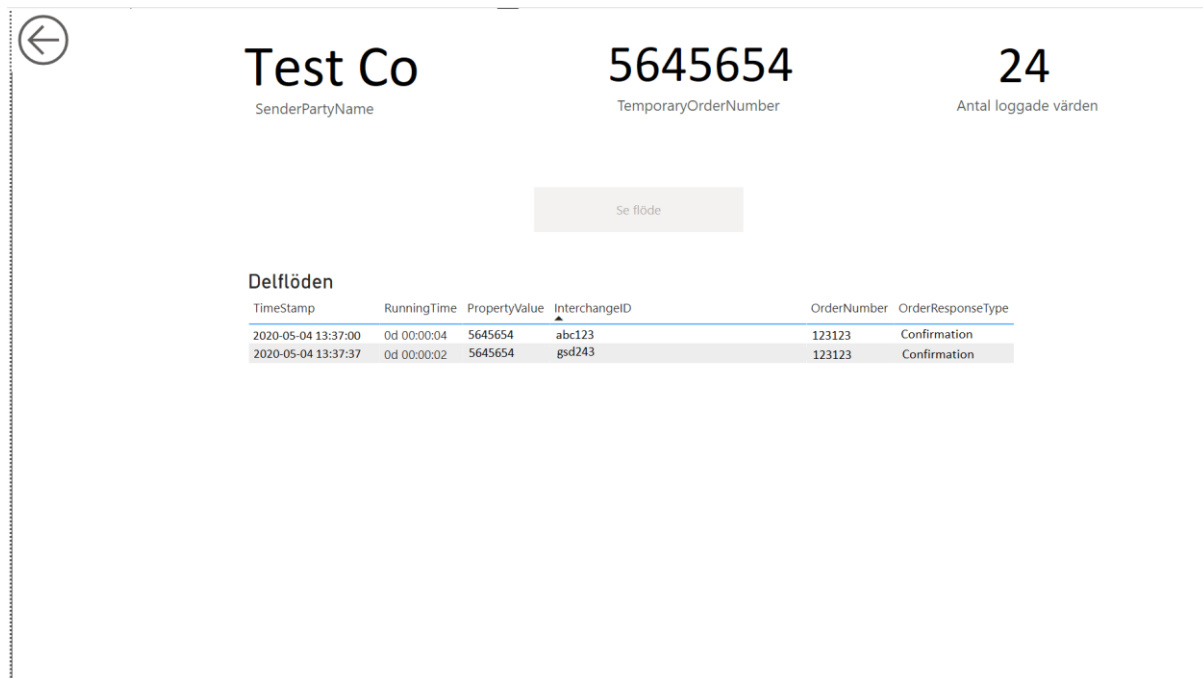 Test Co 5645654 24
SenderPartyName TemporaryOrderNumber Antal loggade värden
Se flöde
Delflöden
TimeStamp RunningTime PropertyValue InterchangeID OrderNumber OrderResponseType
2020-05-04 13:37:00 0d 00:00:04 5645654 abc123 123123 Confirmation
2020-05-04 13:37:37 0d 00:00:02 5645654 gsd243 123123 Confirmation